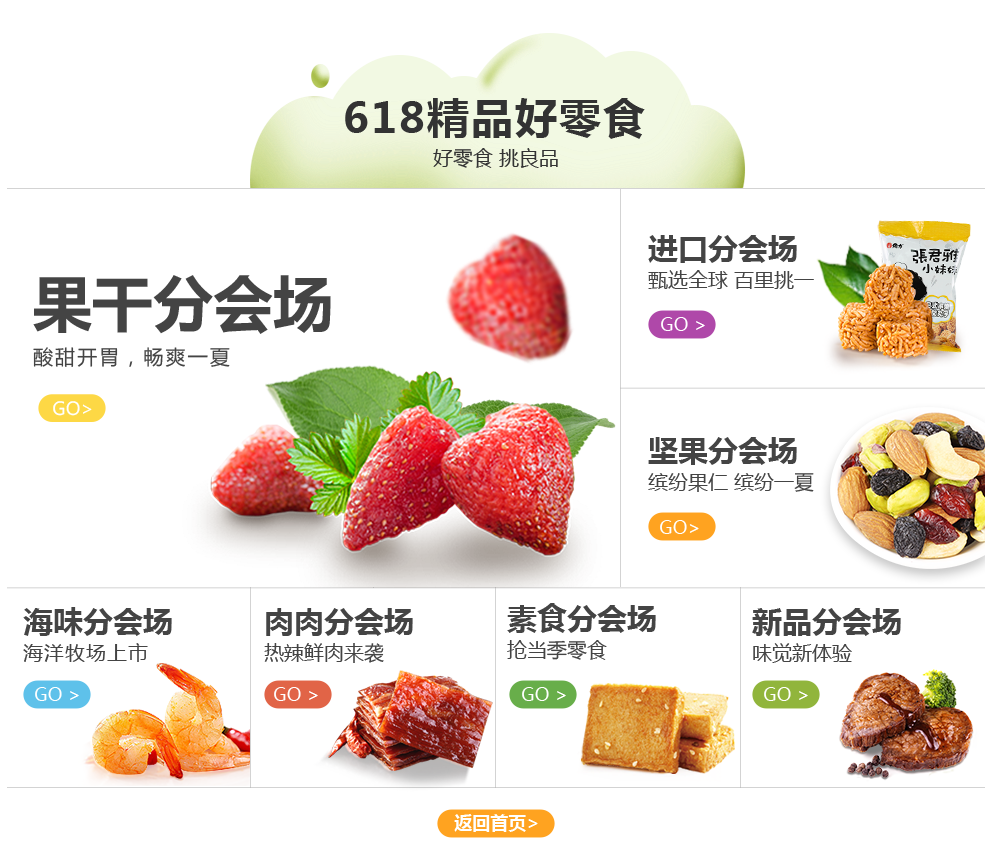 618精品好零食
好零食 挑良品
果干分会场
酸甜开胃，畅爽一夏
GO>
进口分会场
甄选全球 百里挑一
GO >
張君雅
小妹妹
坚果分会场
缤纷果仁 缤纷一夏
GO>
海味分会场
海洋牧场上市
GO >
肉肉分会场
热辣鲜肉来袭
GO >
素食分会场
抢当季零食
GO >
新品分会场
味觉新体验
GO >
返回首页>